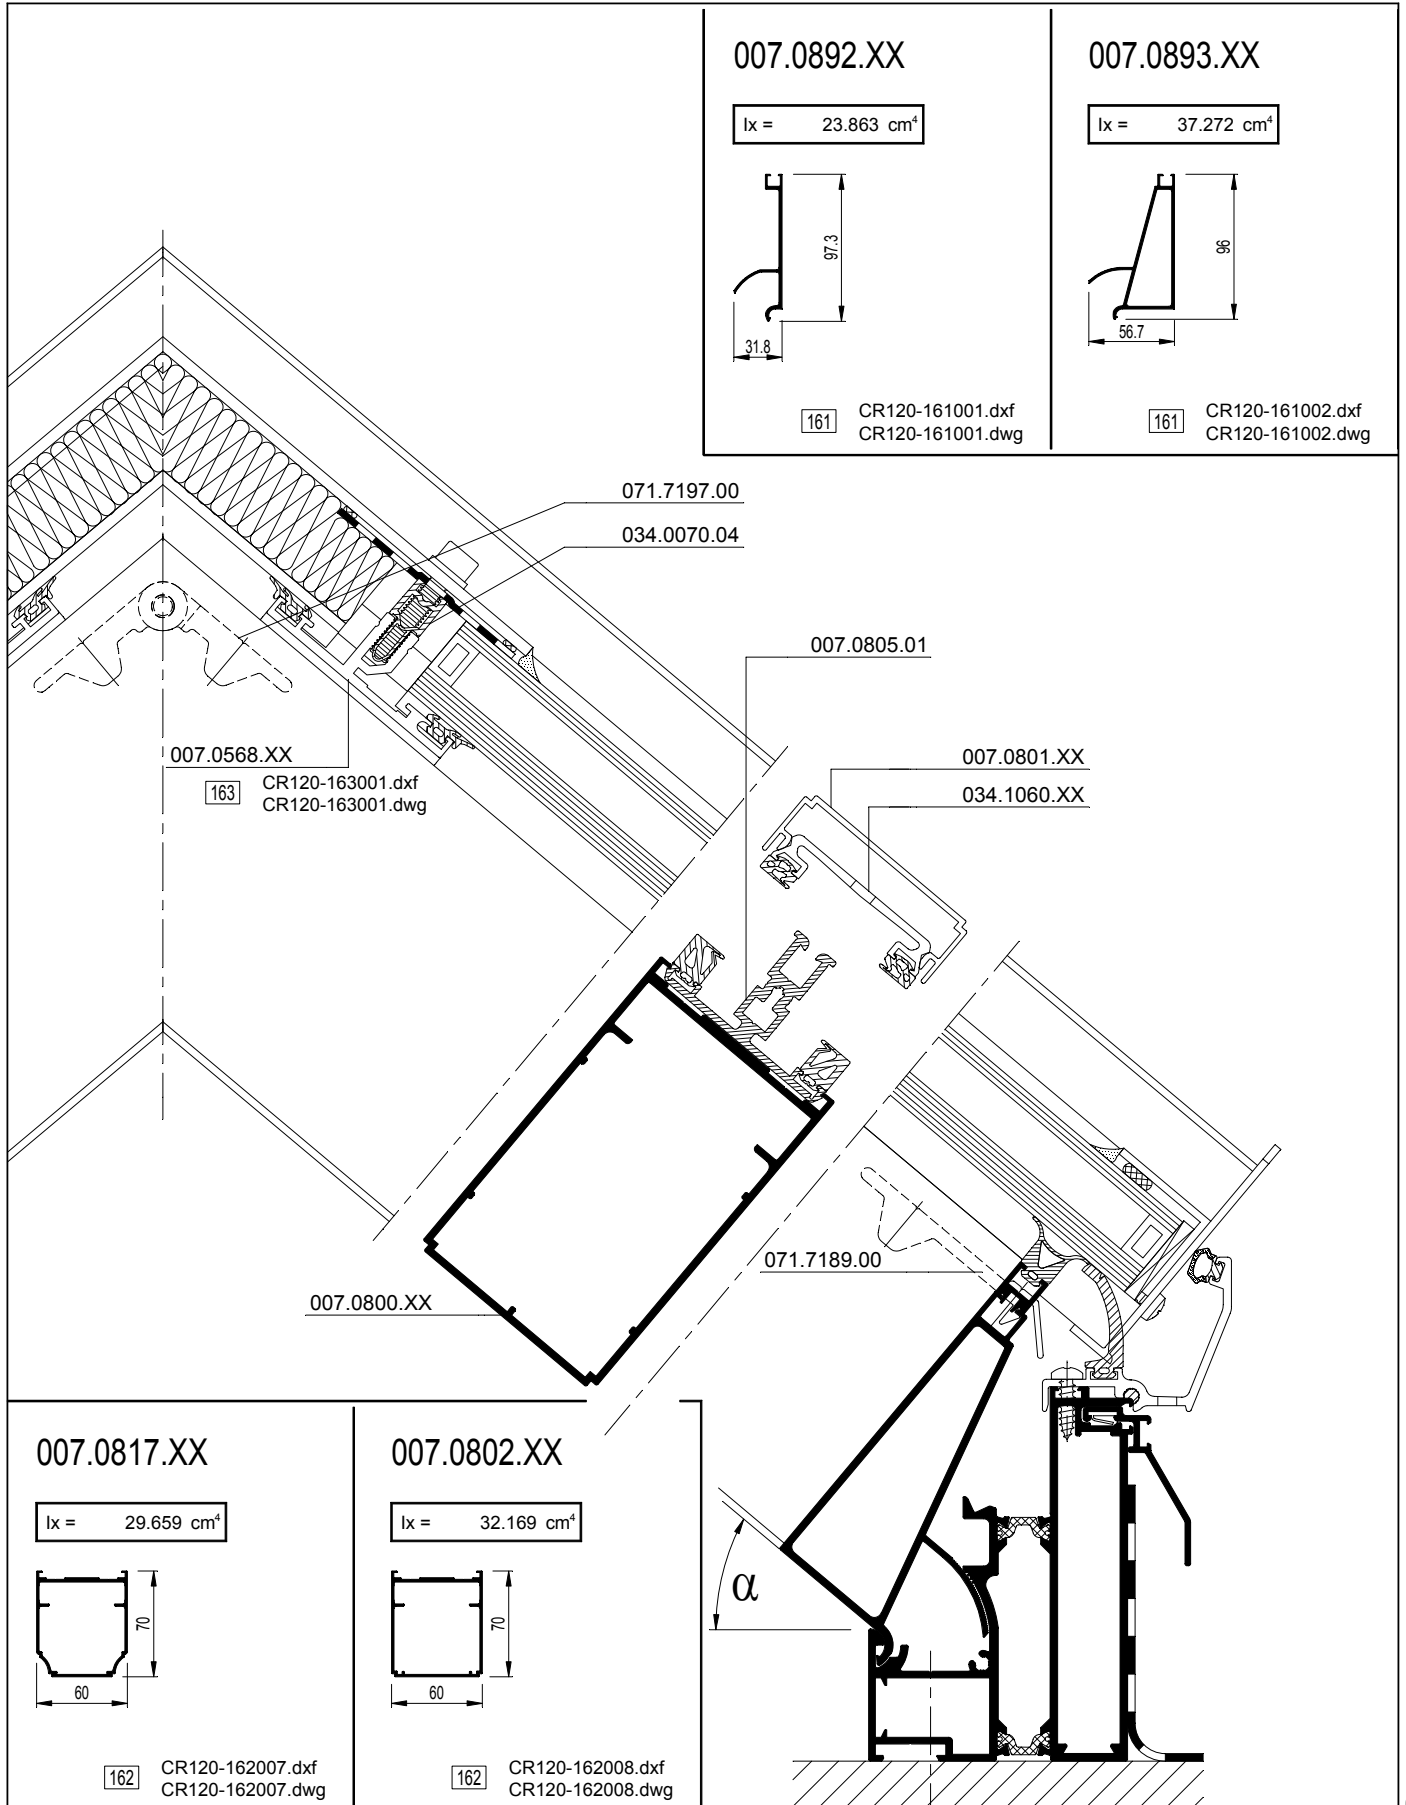 007.0892.XX
Ix = 23.863 cm⁴
97.3
31.8
161
CR120-161001.dxf
CR120-161001.dwg
007.0893.XX
Ix = 37.272 cm⁴
96
56.7
161
CR120-161002.dxf
CR120-161002.dwg
071.7197.00
034.0070.04
007.0805.01
007.0568.XX
163
CR120-163001.dxf
CR120-163001.dwg
007.0801.XX
034.1060.XX
071.7189.00
007.0800.XX
α
007.0817.XX
Ix = 29.659 cm⁴
70
60
162
CR120-162007.dxf
CR120-162007.dwg
007.0802.XX
Ix = 32.169 cm⁴
70
60
162
CR120-162008.dxf
CR120-162008.dwg